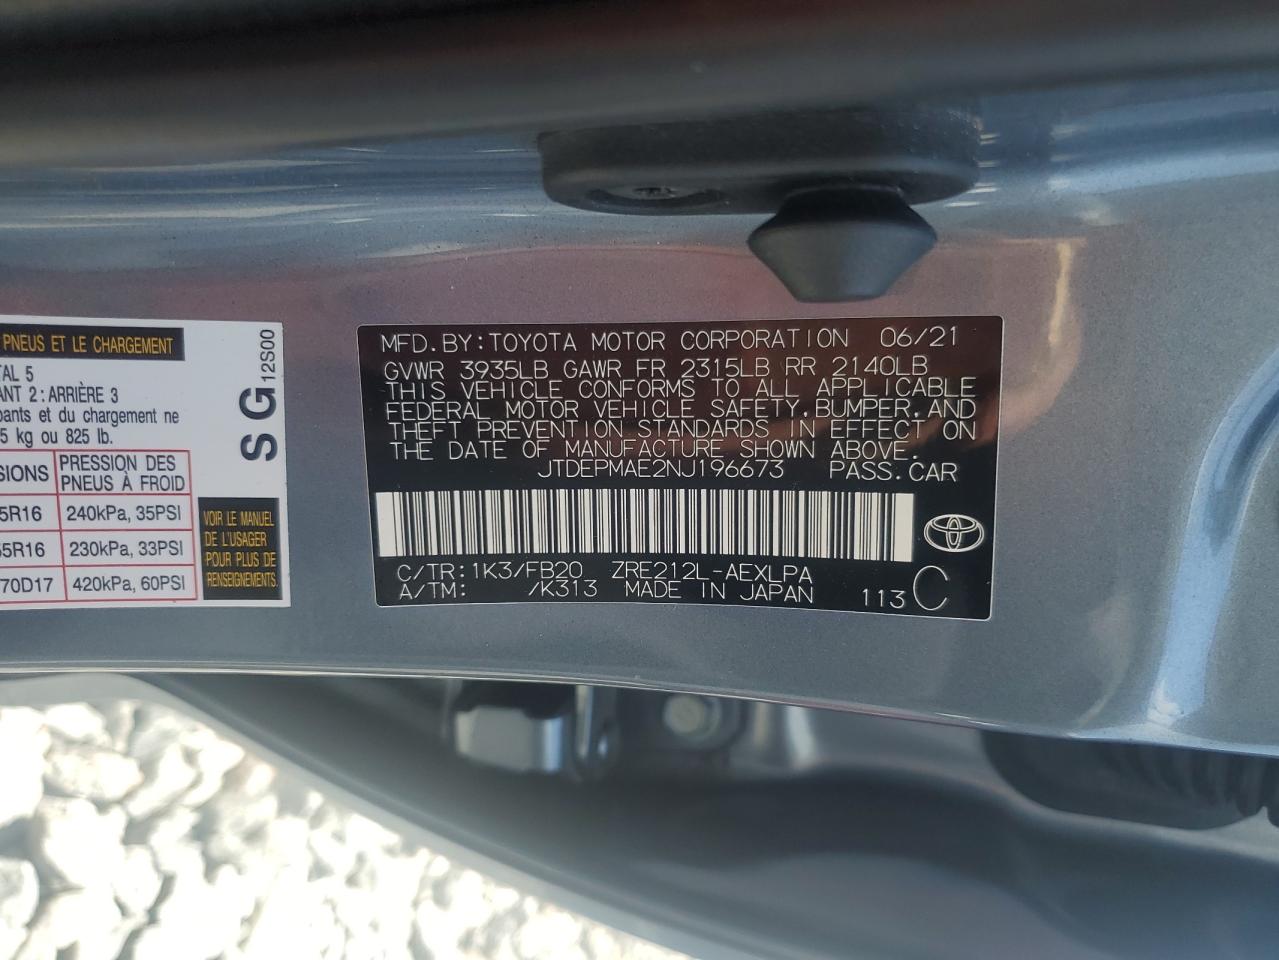 PNEUS ET LE CHARGEMENT
TAL 5
ANT 2 : ARRIÈRE 3
pants et du chargement ne
5 kg ou 825 lb.
SIONS PRESSION DES PNEUS À FROID
5R16 240kPa, 35PSI
5R16 230kPa, 33PSI
70D17 420kPa, 60PSI
SG 12S00
VOIR LE MANUEL
DE L'USAGER
POUR PLUS DE
RENSEIGNEMENTS
MFD. BY: TOYOTA MOTOR CORPORATION 06/21
GVWR 3935LB GAWR FR 2315LB RR 2140LB
THIS VEHICLE CONFORMS TO ALL APPLICABLE
FEDERAL MOTOR VEHICLE SAFETY, BUMPER, AND
THEFT PREVENTION STANDARDS IN EFFECT ON
THE DATE OF MANUFACTURE SHOWN ABOVE.
JTDEPMAE2NJ196673 PASS. CAR
C/TR: 1K3/FB20 ZRE212L-AEXLPA
A/TM: /K313 MADE IN JAPAN 113 C